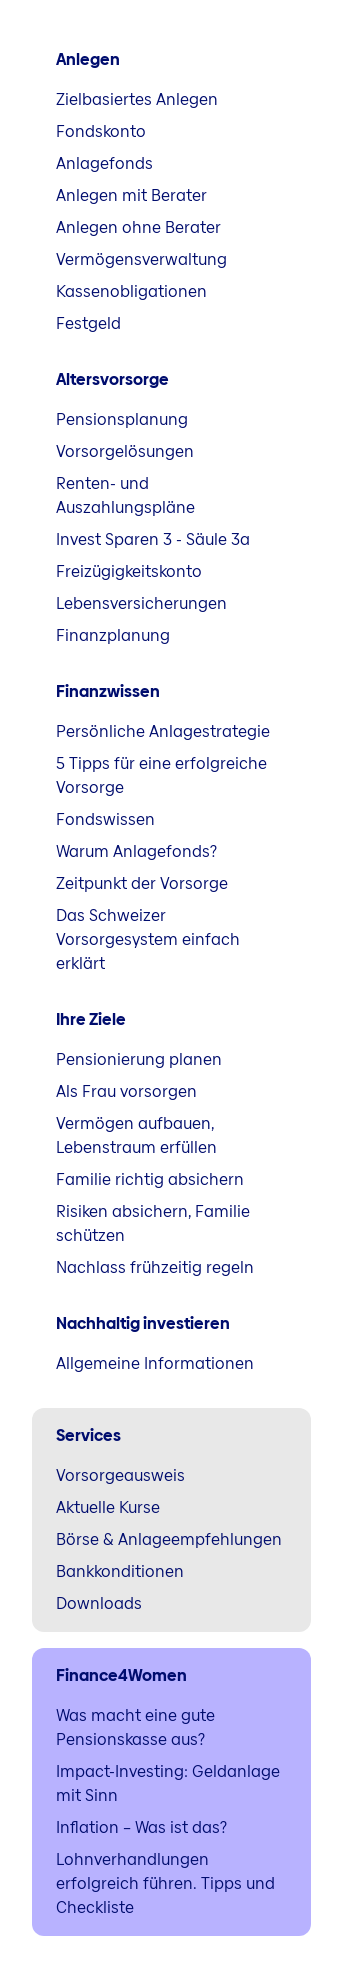 Anlegen
Zielbasiertes Anlegen
Fondskonto
Anlagefonds
Anlegen mit Berater
Anlegen ohne Berater
Vermögensverwaltung
Kassenobligationen
Festgeld
Altersvorsorge
Pensionsplanung
Vorsorgelösungen
Renten- und
Auszahlungspläne
Invest Sparen 3 - Säule 3a
Freizügigkeitskonto
Lebensversicherungen
Finanzplanung
Finanzwissen
Persönliche Anlagestrategie
5 Tipps für eine erfolgreiche
Vorsorge
Fondswissen
Warum Anlagefonds?
Zeitpunkt der Vorsorge
Das Schweizer
Vorsorgesystem einfach
erklärt
Ihre Ziele
Pensionierung planen
Als Frau vorsorgen
Vermögen aufbauen,
Lebenstraum erfüllen
Familie richtig absichern
Risiken absichern, Familie
schützen
Nachlass frühzeitig regeln
Nachhaltig investieren
Allgemeine Informationen
Services
Vorsorgeausweis
Aktuelle Kurse
Börse & Anlageempfehlungen
Bankkonditionen
Downloads
Finance4Women
Was macht eine gute
Pensionskasse aus?
Impact-Investing: Geldanlage
mit Sinn
Inflation – Was ist das?
Lohnverhandlungen
erfolgreich führen. Tipps und
Checkliste